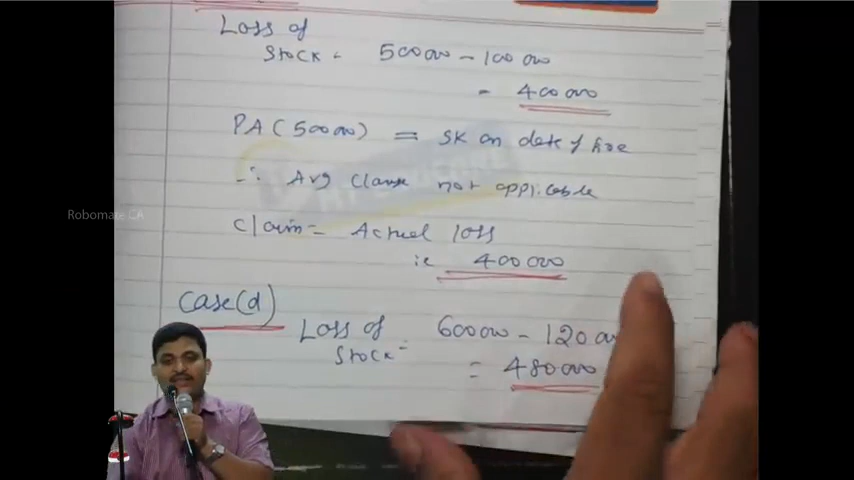 Loss of
Stock = 500000 - 100000
= 400000
PA (500000) = SK on date of fire
∴ Avg Clause not applicable
Claim = Actual loss
ie 400000
Case (d)
Loss of
Stock = 600000 - 120000
= 480000
Robomate CA